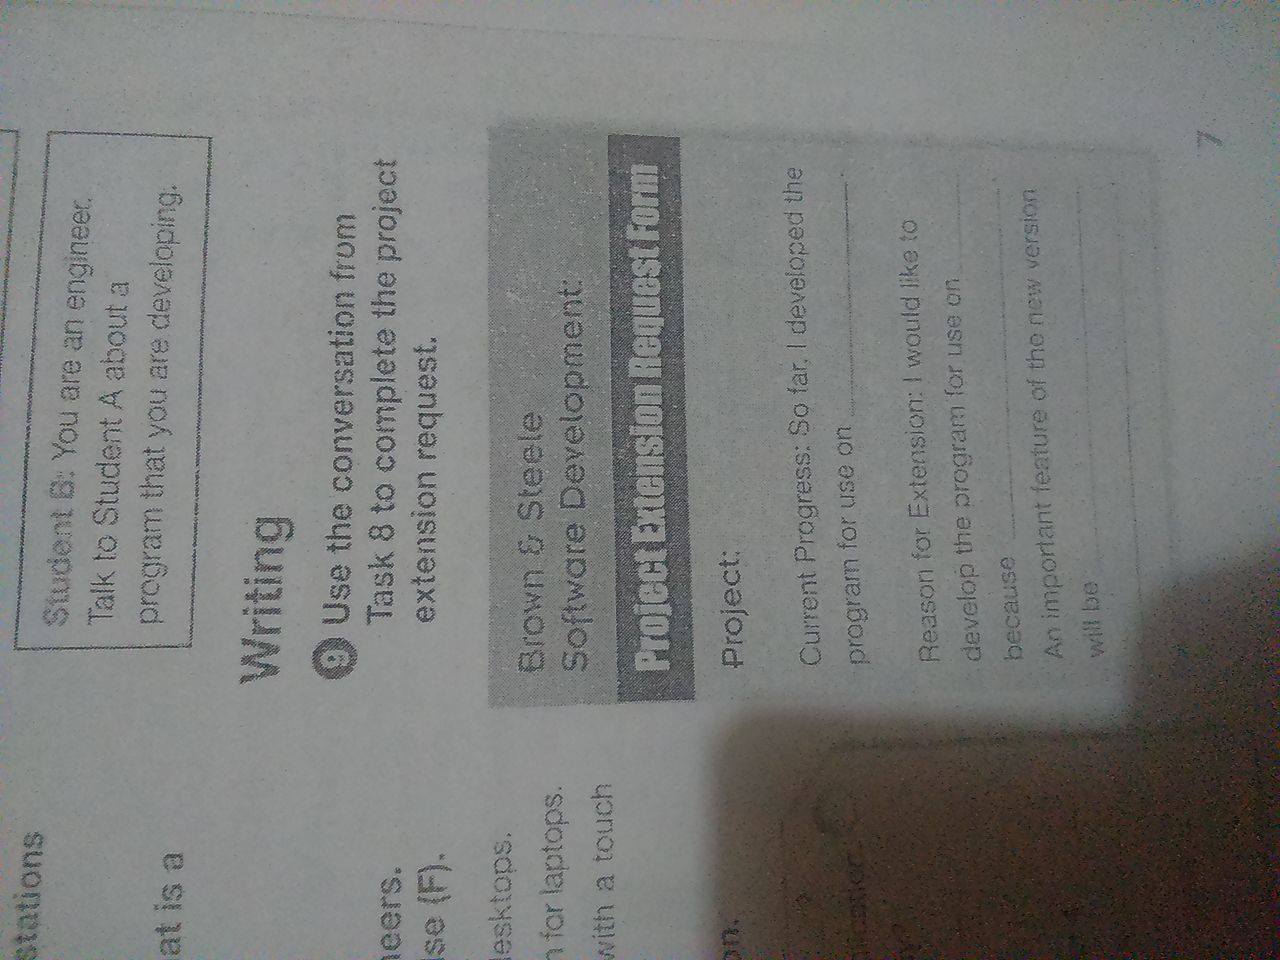 stations
at is a
neers.
se (F).
desktops.
for laptops.
with a touch
on.
Student B: You are an engineer.
Talk to Student A about a
program that you are developing.
Writing
9 Use the conversation from
Task 8 to complete the project
extension request.
Brown & Steele
Software Development:
Project Extension Request Form
Project:
Current Progress: So far, I developed the
program for use on
Reason for Extension: I would like to
develop the program for use on
because
An important feature of the new version
will be
7